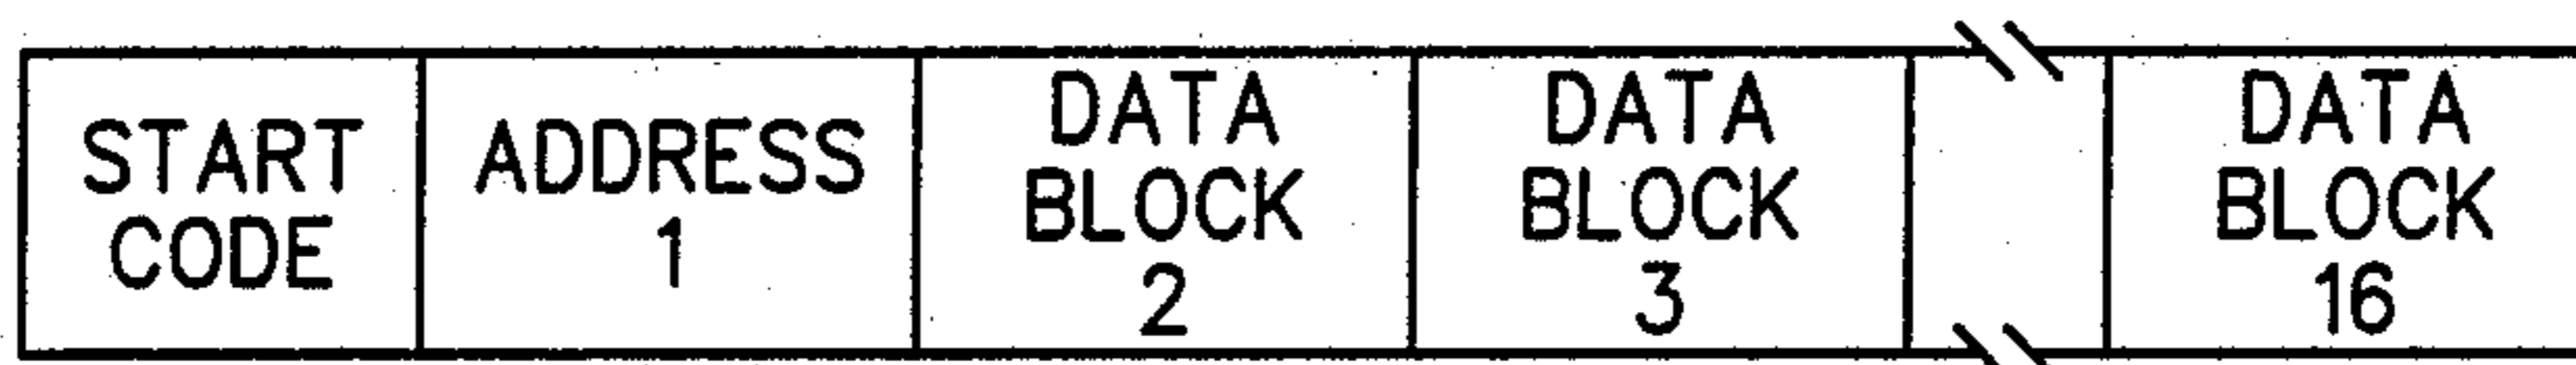 START
CODE
ADDRESS
1
DATA
BLOCK
2
DATA
BLOCK
3
DATA
BLOCK
16